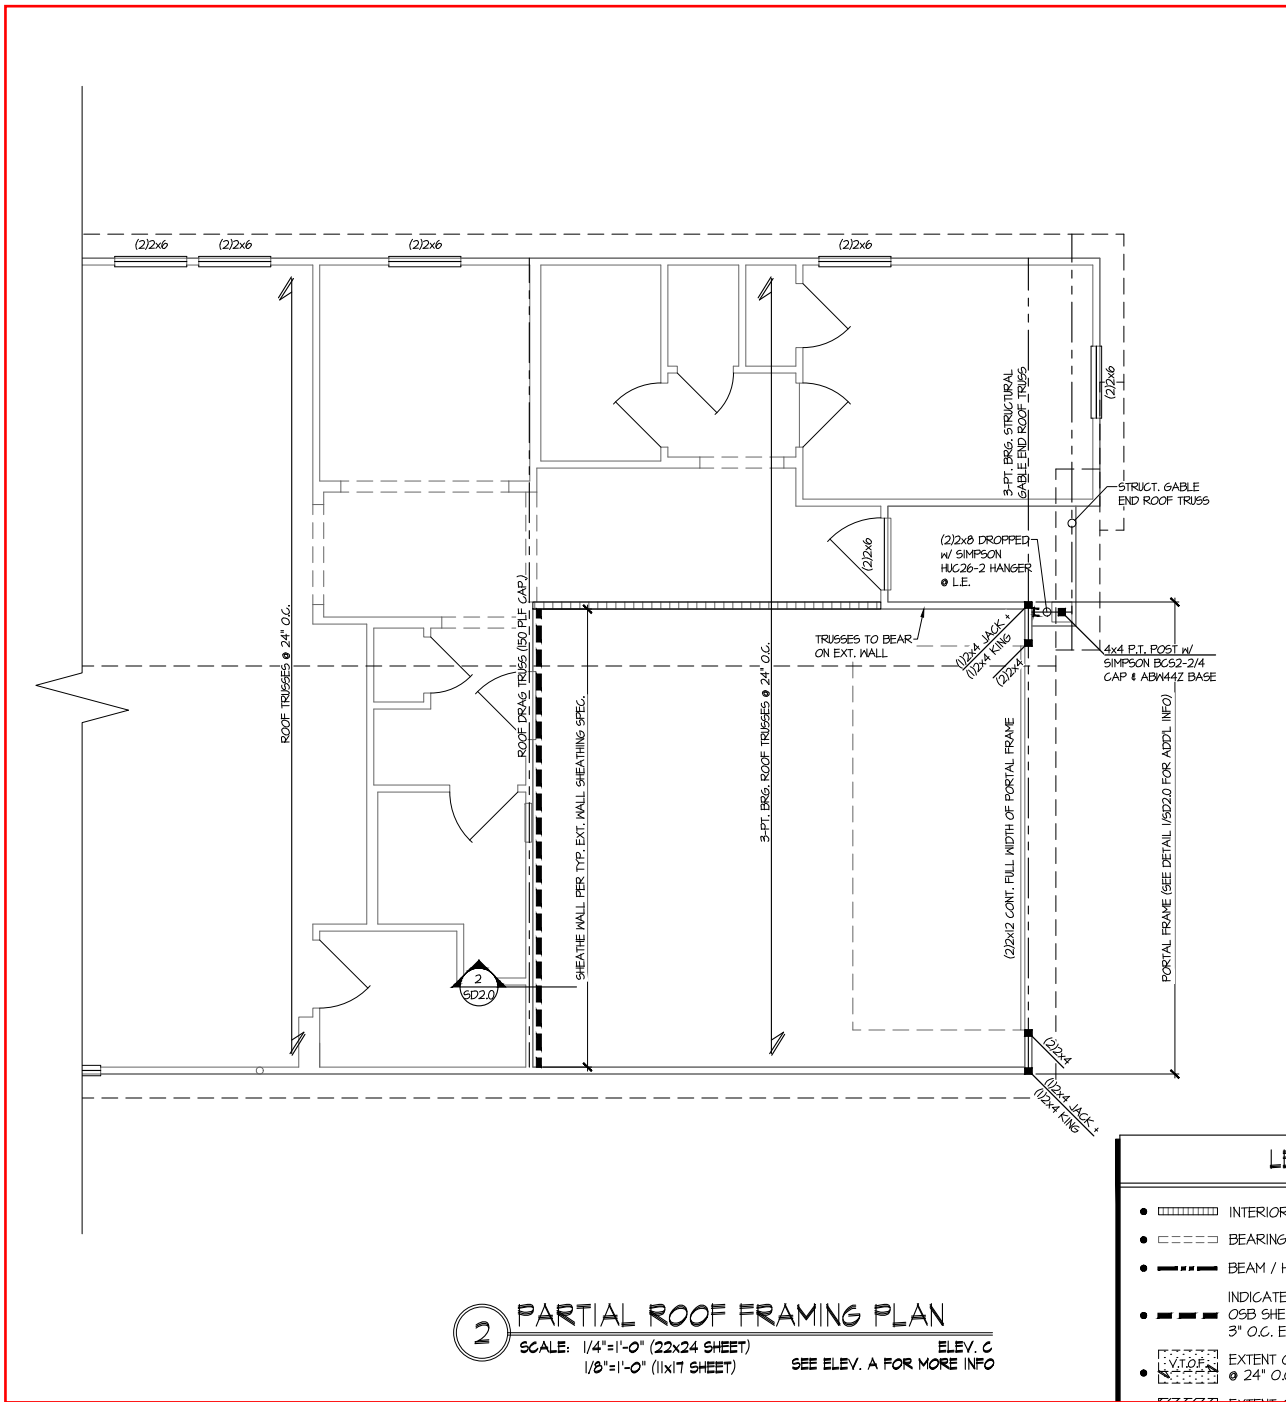 (2)2x6
(2)2x6
(2)2x6
(2)2x6
(2)2x6
3-PT. BRG. STRUCTURAL
GABLE END ROOF TRUSS
STRUCT. GABLE
END ROOF TRUSS
(2)2x8 DROPPED
W/ SIMPSON
HUC26-2 HANGER
@ L.E.
(2)2x6
ROOF TRUSSES @ 24" O.C.
ROOF DRAG TRUSS (150 PLF CAP.)
TRUSSES TO BEAR
ON EXT. WALL
(1)2x4 JACK +
(1)2x4 KING
(2)2x4
4x4 P.T. POST W/
SIMPSON BCS2-2/4
CAP & ABW44Z BASE
SHEATHE WALL PER TYP. EXT. WALL SHEATHING SPEC.
3-PT. BRG. ROOF TRUSSES @ 24" O.C.
(2)2x12 CONT. FULL WIDTH OF PORTAL FRAME
PORTAL FRAME (SEE DETAIL 1/SD2.0 FOR ADD'L INFO)
2
SD2.0
(2)2x4
(1)2x4 JACK +
(1)2x4 KING
INTERIOR
BEARING
BEAM /
INDICATE
OSB SHE
3" O.C. E
V.T.O.F.
EXTENT
@ 24" O.
2
PARTIAL ROOF FRAMING PLAN
SCALE: 1/4"=1'-0" (22x24 SHEET)
ELEV. C
1/8"=1'-0" (11x17 SHEET)
SEE ELEV. A FOR MORE INFO